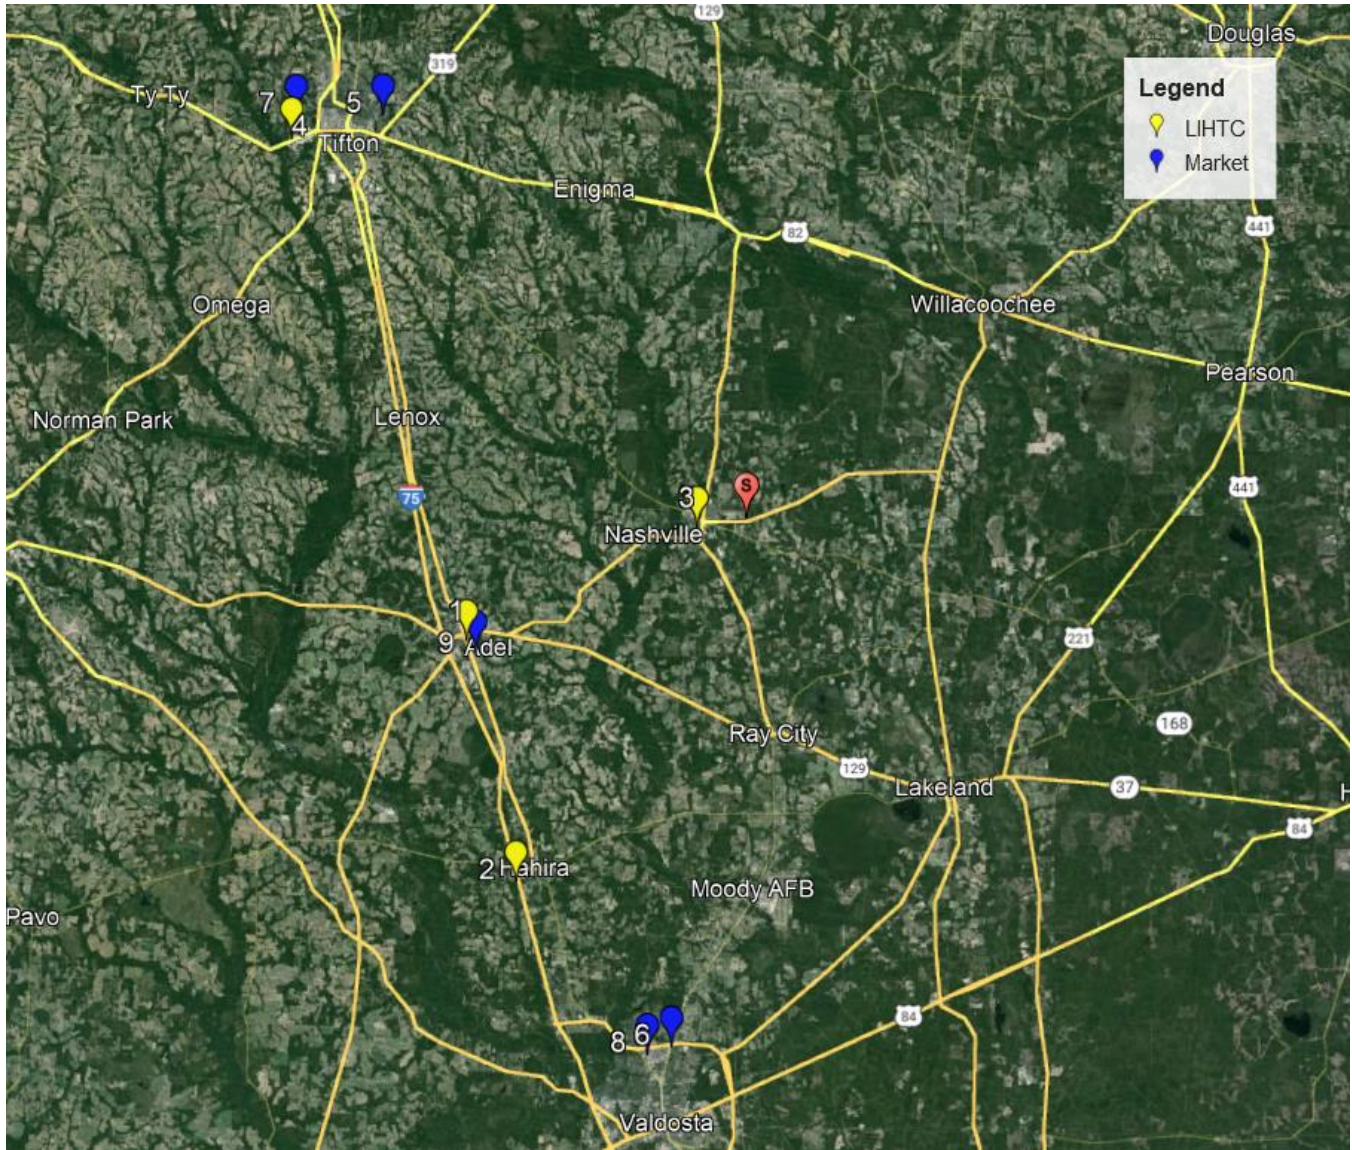 129
Douglas
319
Legend
LIHTC
Market
Ty Ty
7
5
4
Tifton
Enigma
441
82
Omega
Willacoochee
Pearson
Norman Park
Lenox
S
3
75
441
Nashville
1
9
Adel
221
168
Ray City
129
Lakeland
37
H
84
2
Hahira
Moody AFB
Pavo
84
6
8
Valdosta